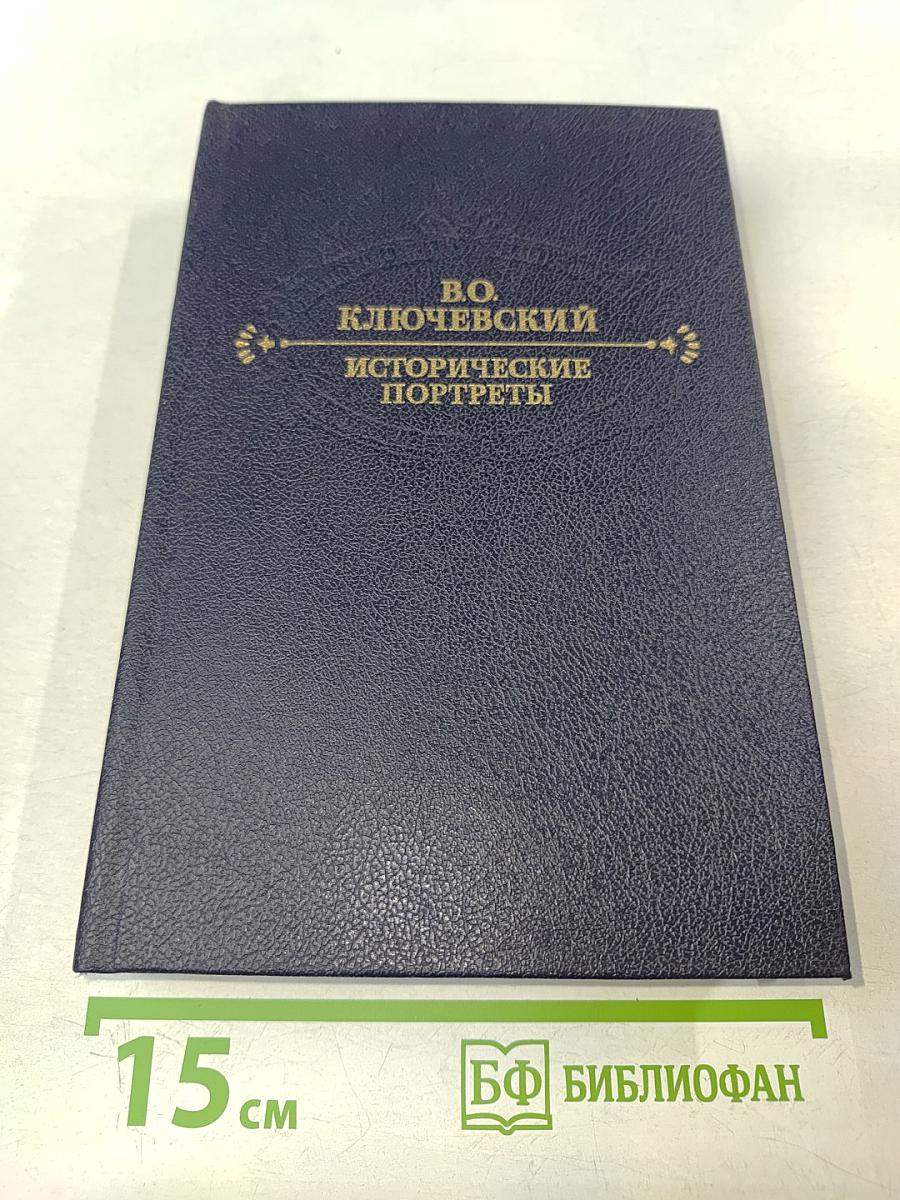 В.О.
КЛЮЧЕВСКИЙ
ИСТОРИЧЕСКИЕ
ПОРТРЕТЫ
15 см
БФ БИБЛИОФАН